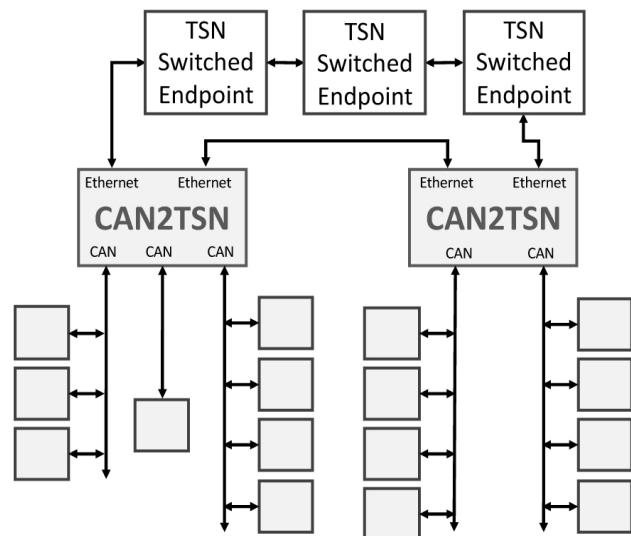 TSN
Switched
Endpoint
TSN
Switched
Endpoint
TSN
Switched
Endpoint
Ethernet Ethernet
CAN2TSN
CAN CAN CAN
Ethernet Ethernet
CAN2TSN
CAN CAN